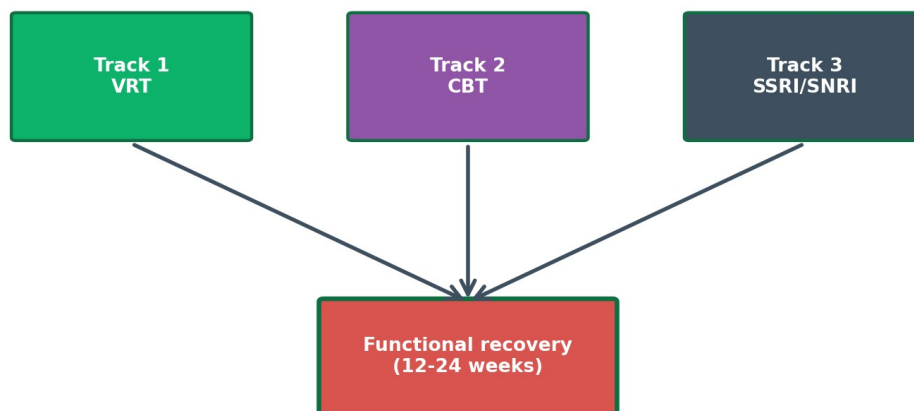 Track 1
VRT
Track 2
CBT
Track 3
SSRI/SNRI
Functional recovery
(12-24 weeks)